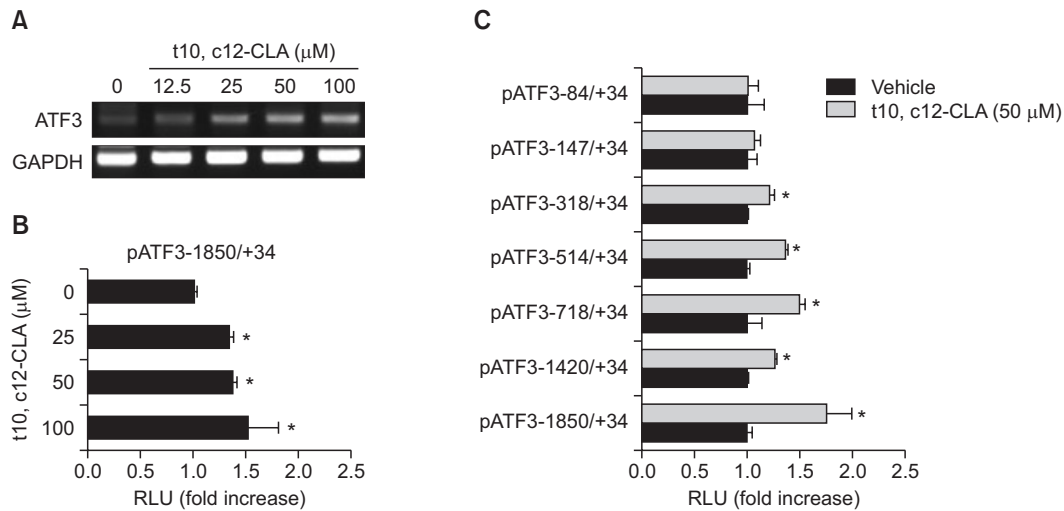 A
t10, c12-CLA (μM)
0 12.5 25 50 100
ATF3
GAPDH
B
pATF3-1850/+34
t10, c12-CLA (μM)
0
*
25
*
50
*
100
0.0 0.5 1.0 1.5 2.0 2.5
RLU (fold increase)
C
Vehicle
t10, c12-CLA (50 μM)
pATF3-84/+34
pATF3-147/+34
pATF3-318/+34 *
pATF3-514/+34 *
pATF3-718/+34 *
pATF3-1420/+34 *
pATF3-1850/+34 *
0.0 0.5 1.0 1.5 2.0 2.5
RLU (fold increase)